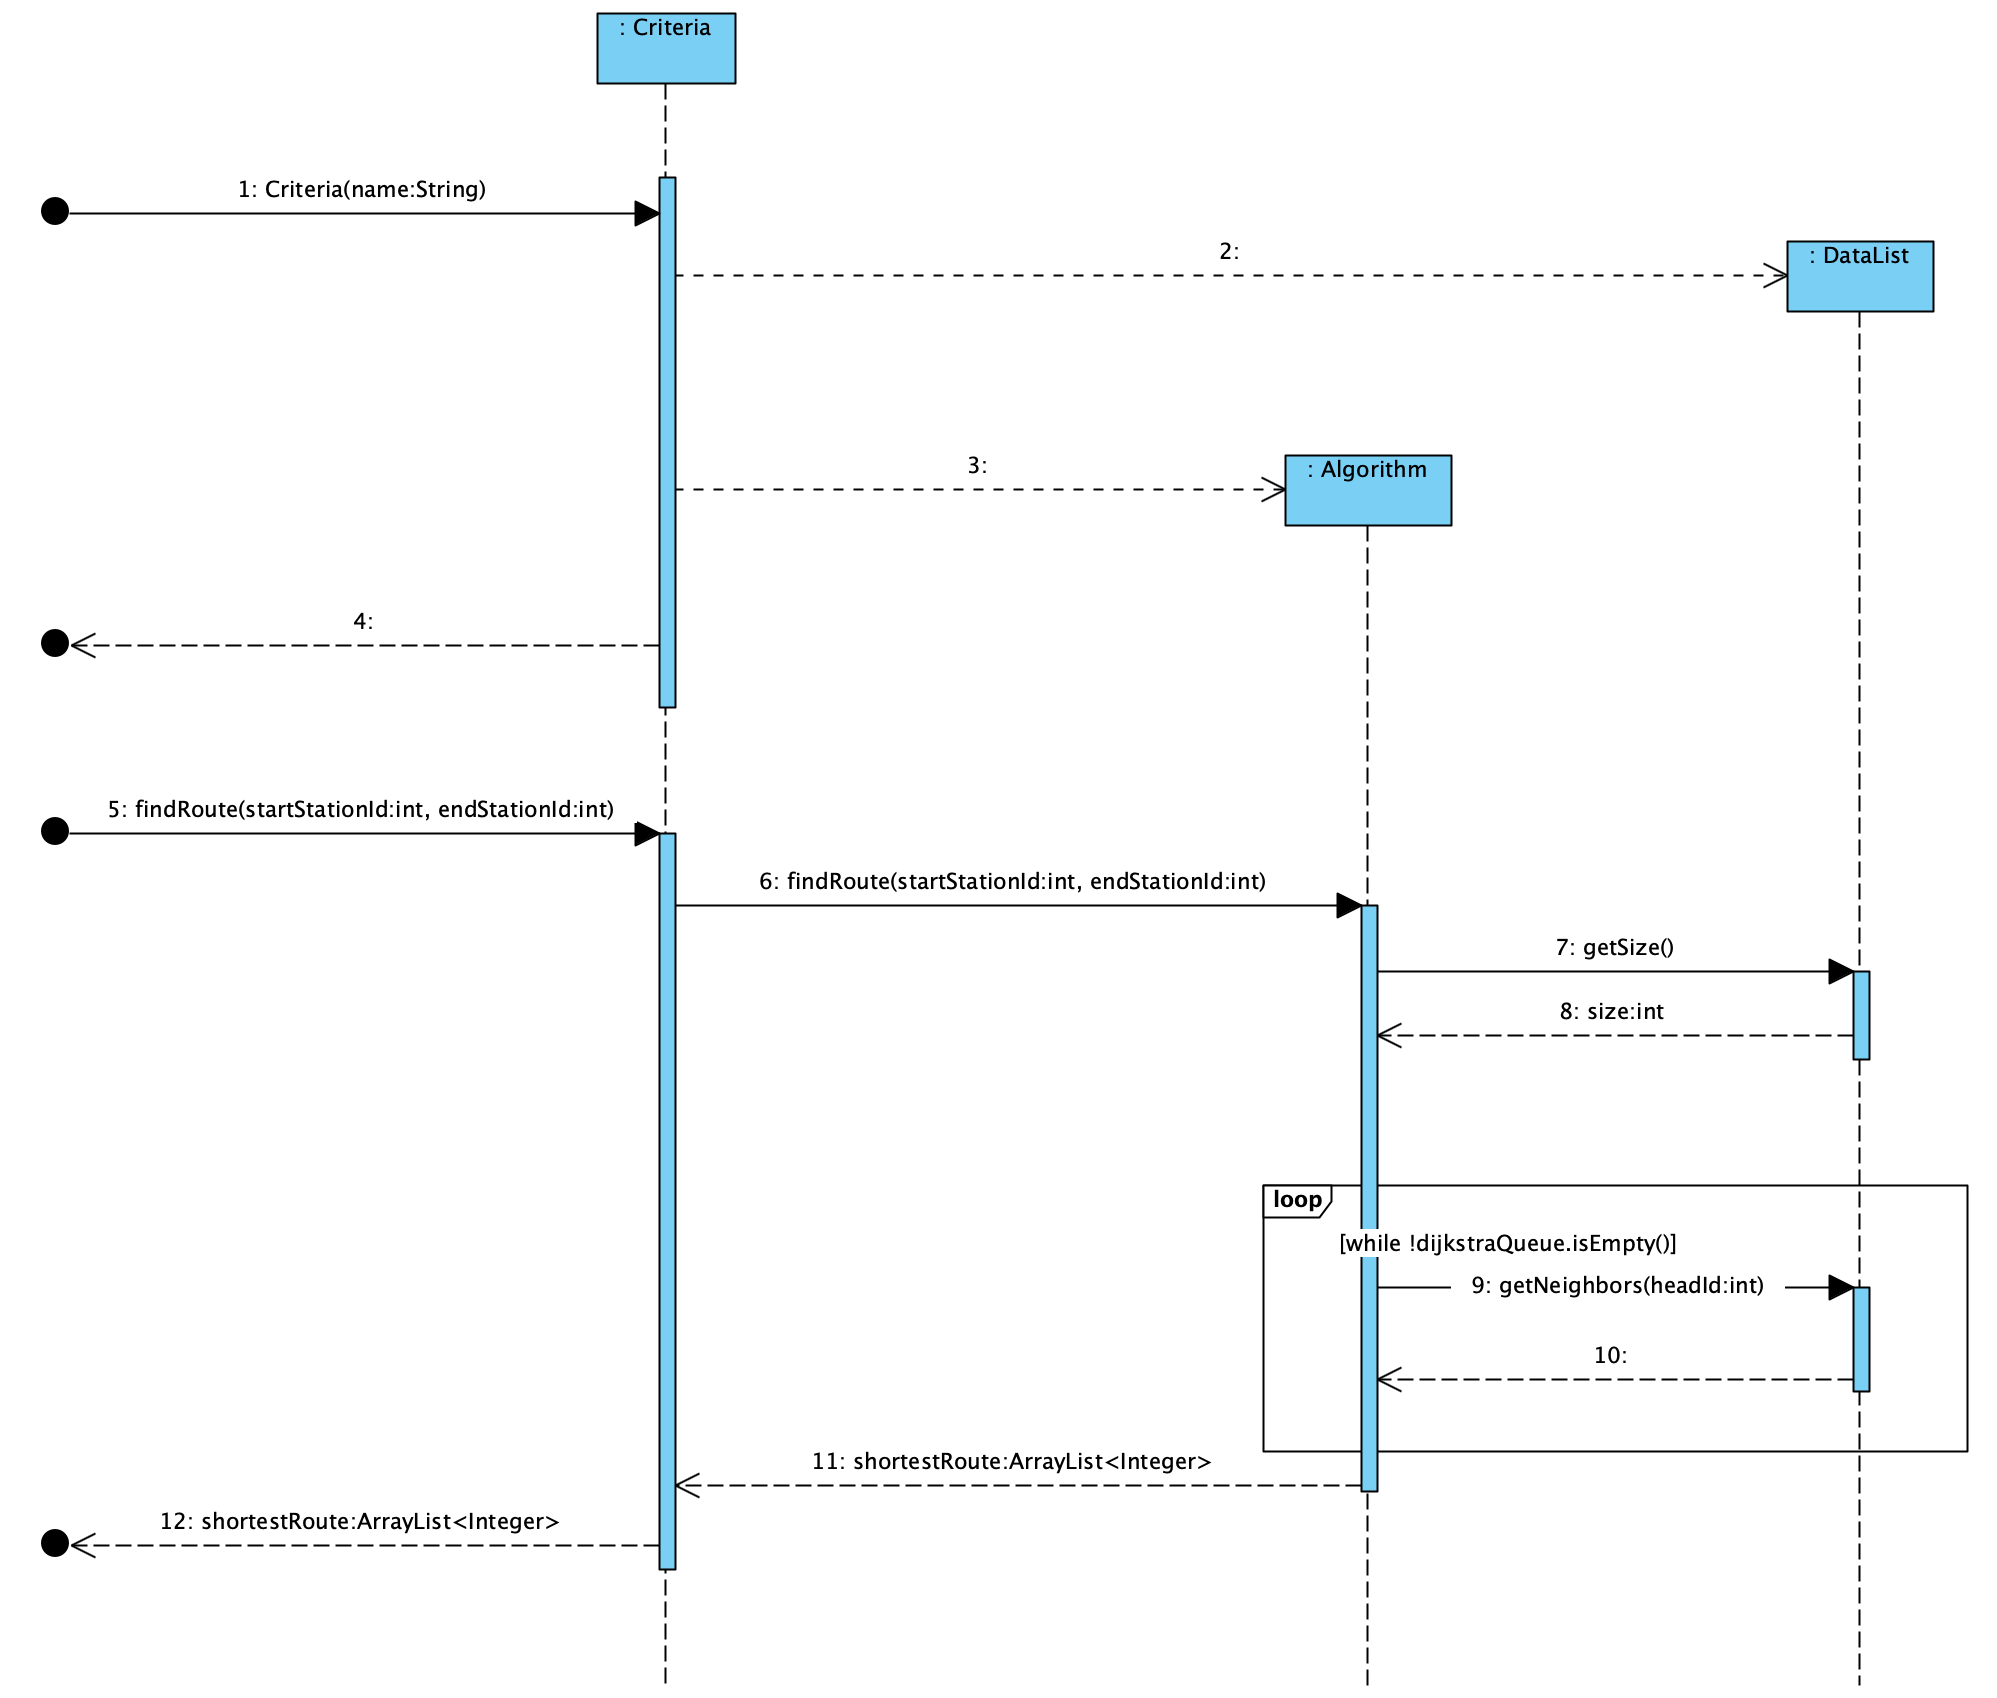 : Criteria
1: Criteria(name:String)
2:
: DataList
3:
: Algorithm
4:
5: findRoute(startStationId:int, endStationId:int)
6: findRoute(startStationId:int, endStationId:int)
7: getSize()
8: size:int
loop
[while !dijkstraQueue.isEmpty()]
9: getNeighbors(headId:int)
10:
11: shortestRoute:ArrayList<Integer>
12: shortestRoute:ArrayList<Integer>